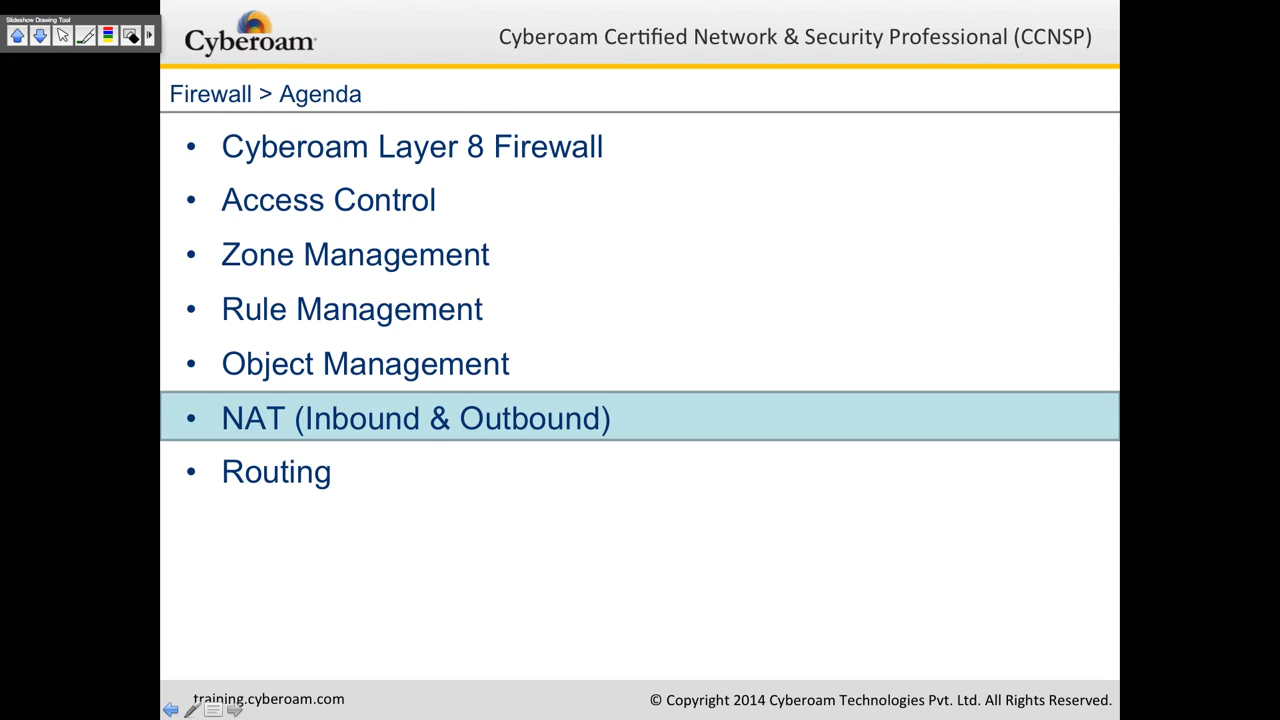 Slideshow Drawing Tool
Cyberoam
Cyberoam Certified Network & Security Professional (CCNSP)
Firewall > Agenda
• Cyberoam Layer 8 Firewall
• Access Control
• Zone Management
• Rule Management
• Object Management
• NAT (Inbound & Outbound)
• Routing
training.cyberoam.com
© Copyright 2014 Cyberoam Technologies Pvt. Ltd. All Rights Reserved.